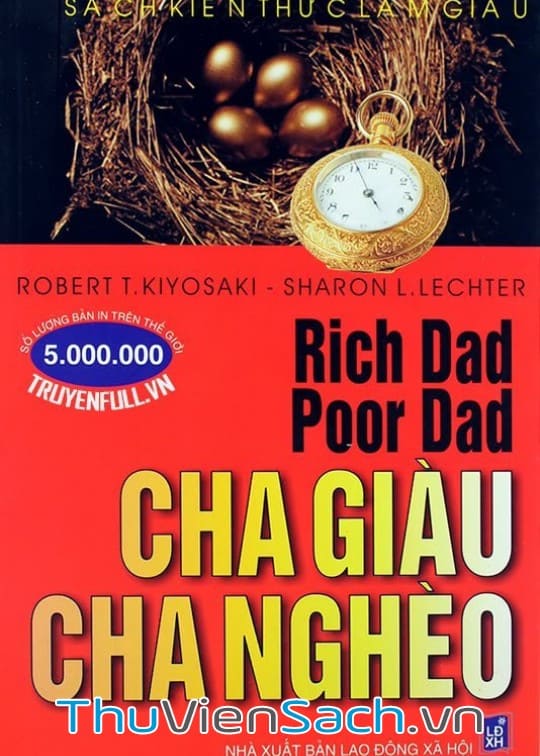 SÁCH KIẾN THỨC LÀM GIÀU
ROBERT T.KIYOSAKI - SHARON L.LECHTER
SỐ LƯỢNG BẢN IN TRÊN THẾ GIỚI
5.000.000
TRUYENFULL.VN
Rich Dad
Poor Dad
CHA GIÀU
CHA NGHÈO
ThuVienSach.vn
LĐ
XH
NHÀ XUẤT BẢN LAO ĐỘNG XÃ HỘI